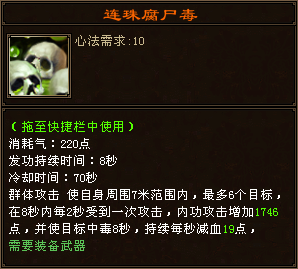 连珠腐尸毒
心法需求:10
（拖至快捷栏中使用）
消耗气：220点
发功持续时间：8秒
冷却时间：70秒
群体攻击 使自身周围7米范围内，最多6个目标，
在8秒内每2秒受到一次攻击，内功攻击增加1746
点，并使目标中毒8秒，持续每秒减血19点，
需要装备武器